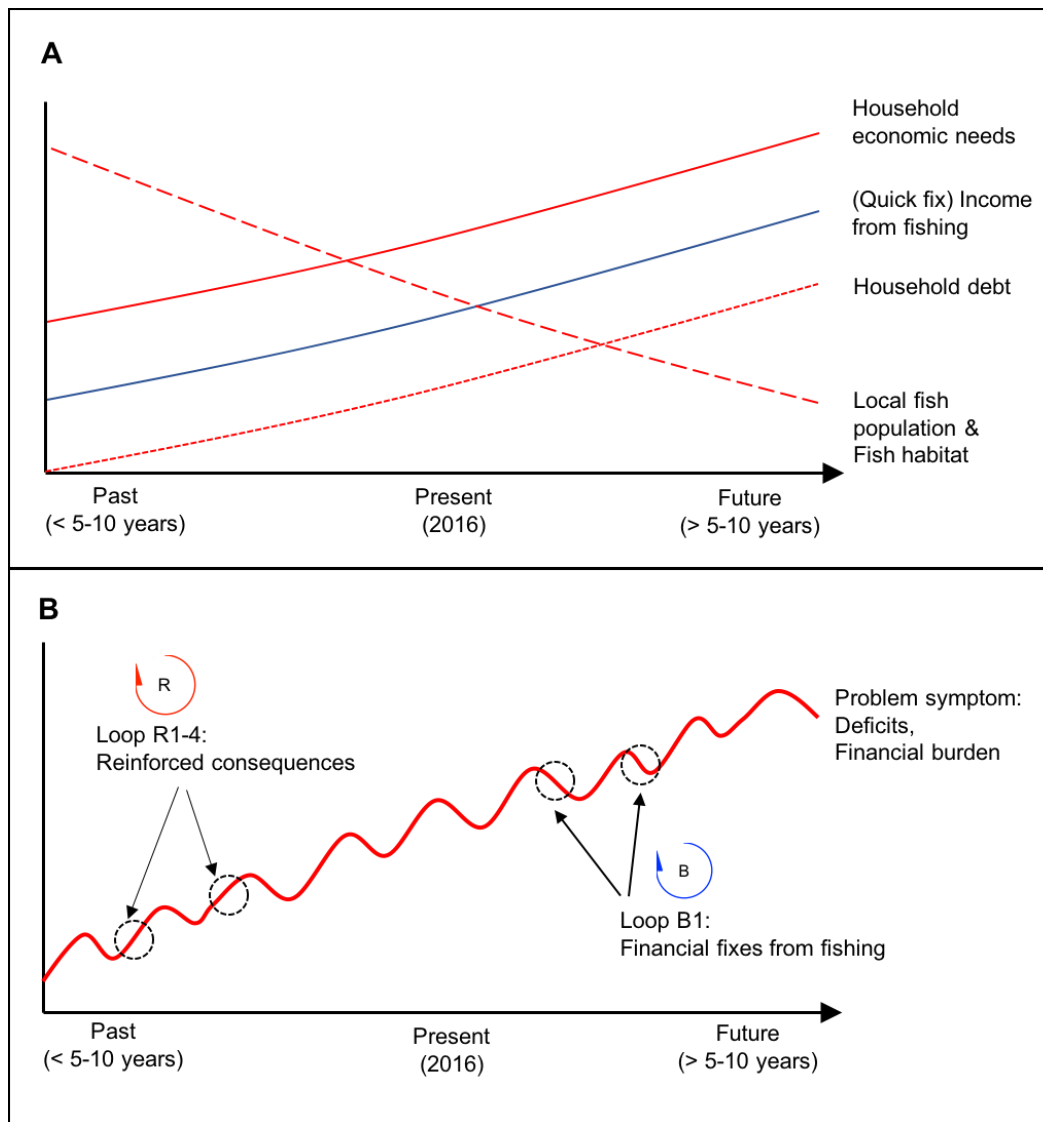 A
Household
economic needs
(Quick fix) Income
from fishing
Household debt
Local fish
population &
Fish habitat
Past
(< 5-10 years)
Present
(2016)
Future
(> 5-10 years)
B
R
Loop R1-4:
Reinforced consequences
Problem symptom:
Deficits,
Financial burden
B
Loop B1:
Financial fixes from fishing
Past
(< 5-10 years)
Present
(2016)
Future
(> 5-10 years)